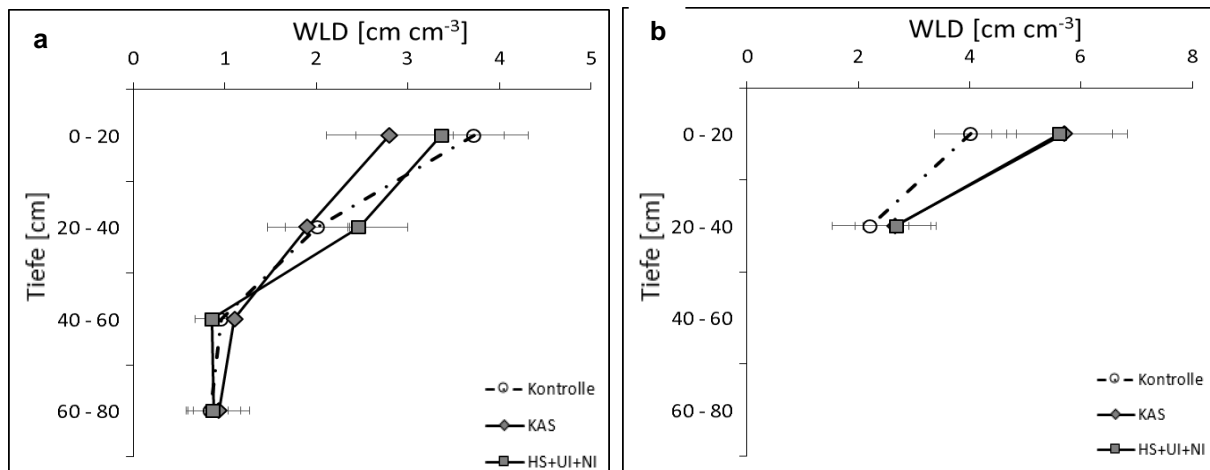 a
WLD [cm cm⁻³]
0 1 2 3 4 5
Tiefe [cm]
0 - 20
20 - 40
40 - 60
60 - 80
Kontrolle
KAS
HS+UI+NI
b
WLD [cm cm⁻³]
0 2 4 6 8
Tiefe [cm]
0 - 20
20 - 40
40 - 60
60 - 80
Kontrolle
KAS
HS+UI+NI